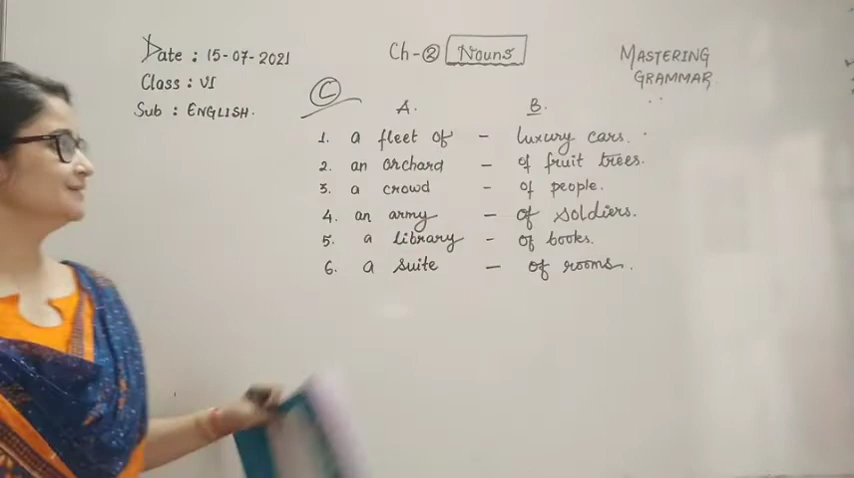 Date : 15-07-2021
Class : VI
Sub : ENGLISH.
Ch-② Nouns
MASTERING
GRAMMAR
C
A. B.
1. a fleet of - luxury cars.
2. an orchard - of fruit trees.
3. a crowd - of people.
4. an army - of soldiers.
5. a library - of books.
6. a suite - of rooms.